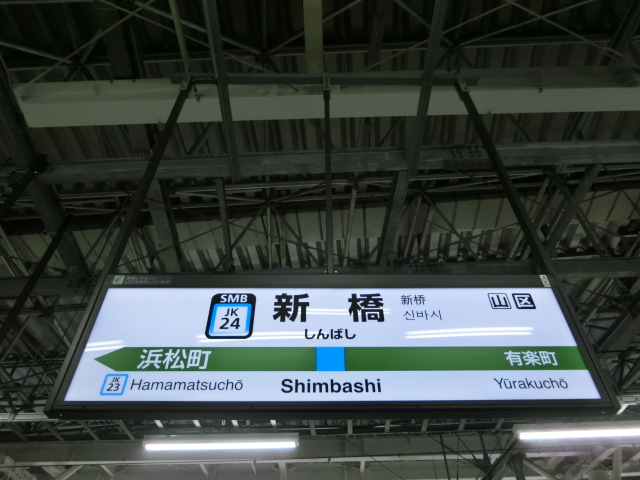 SMB
JK
24
新橋
しんばし
新桥
신바시
山 区
浜松町
有楽町
JK
23
Hamamatsuchō
Shimbashi
Yūrakuchō